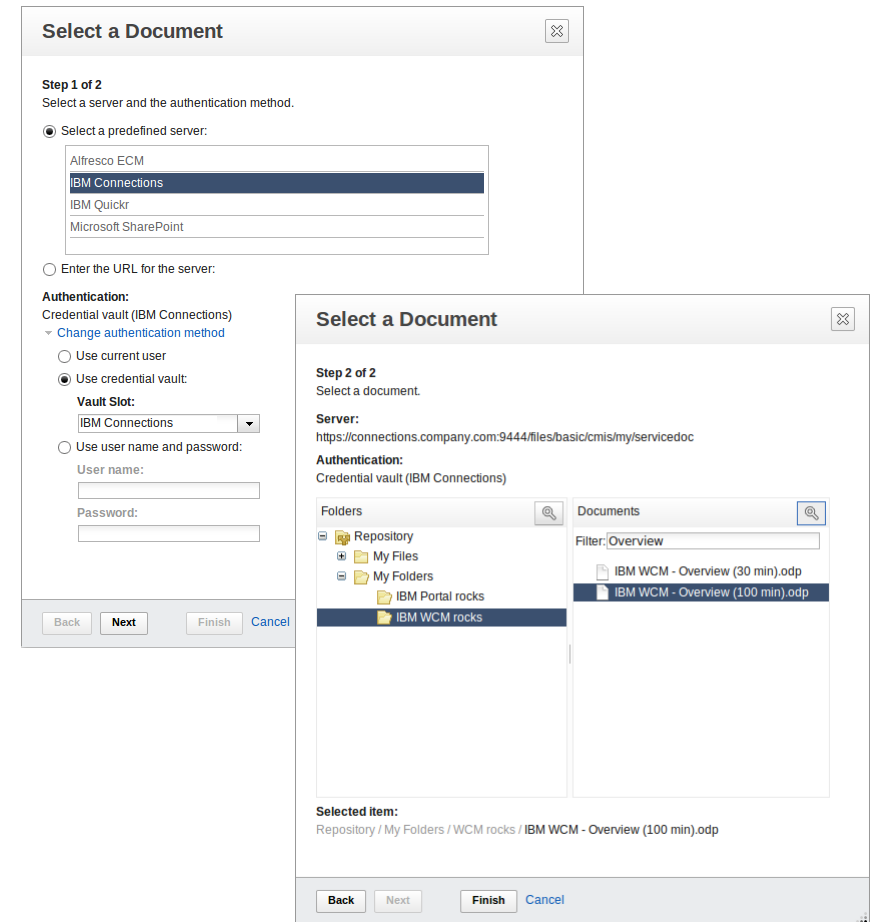 Select a Document
Step 1 of 2
Select a server and the authentication method.
Select a predefined server:
Alfresco ECM
IBM Connections
IBM Quickr
Microsoft SharePoint
Enter the URL for the server:
Authentication:
Credential vault (IBM Connections)
Change authentication method
Use current user
Use credential vault:
Vault Slot:
IBM Connections
Use user name and password:
User name:
Password:
Back Next Finish Cancel
Select a Document
Step 2 of 2
Select a document.
Server:
https://connections.company.com:9444/files/basic/cmis/my/servicedoc
Authentication:
Credential vault (IBM Connections)
Folders
Repository
My Files
My Folders
IBM Portal rocks
IBM WCM rocks
Documents
Filter: Overview
IBM WCM - Overview (30 min).odp
IBM WCM - Overview (100 min).odp
Selected item:
Repository / My Folders / WCM rocks / IBM WCM - Overview (100 min).odp
Back Next Finish Cancel